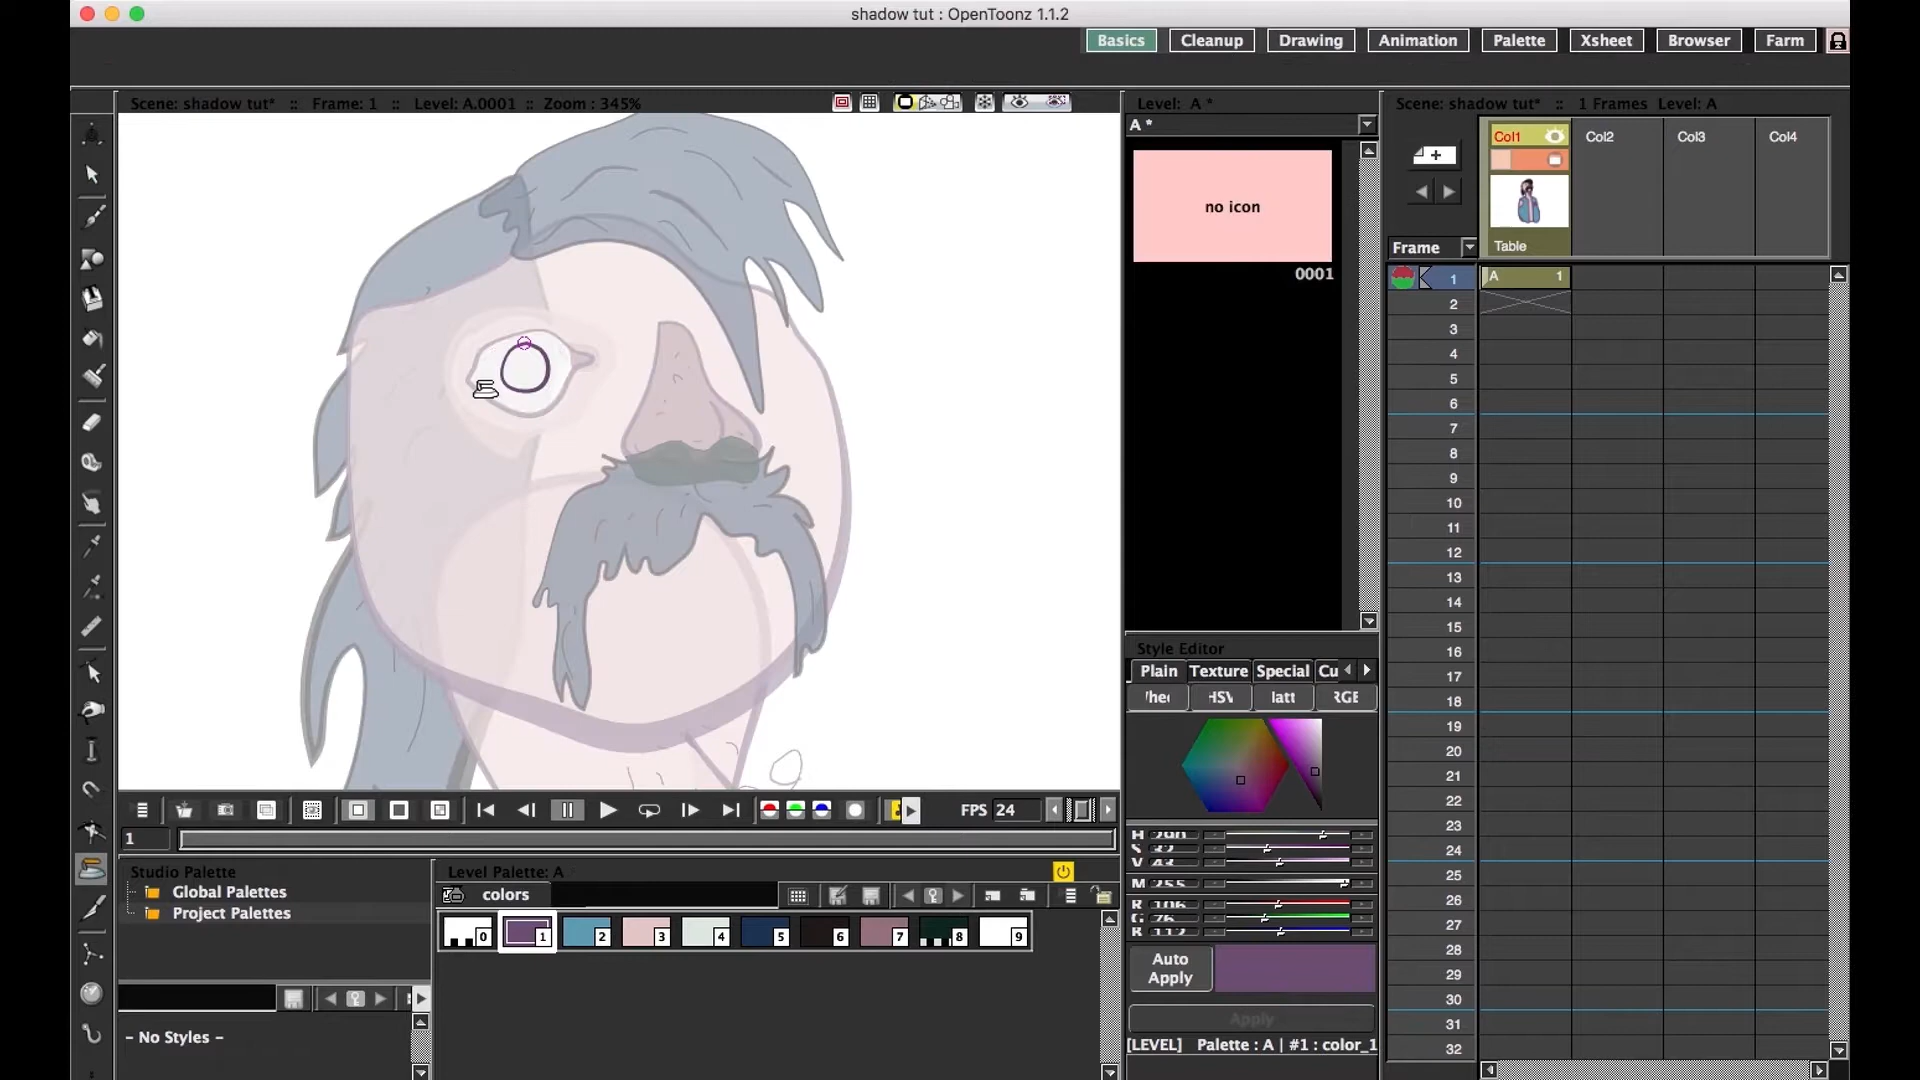 shadow tut : OpenToonz 1.1.2
Basics Cleanup Drawing Animation Palette Xsheet Browser Farm
Scene: shadow tut* :: Frame: 1 :: Level: A.0001 :: Zoom : 345%
Level: A *
A *
no icon
0001
Scene: shadow tut* :: 1 Frames Level: A
Col1 Col2 Col3 Col4
Frame
Table
A 1
1
2
3
4
5
6
7
8
9
10
11
12
13
14
15
16
17
18
19
20
21
22
23
24
25
26
27
28
29
30
31
32
Style Editor
Plain Texture Special Cu
HSV RGE
Auto
Apply
Apply
[LEVEL] Palette : A | #1 : color_1
FPS 24
1
Studio Palette
Global Palettes
Project Palettes
- No Styles -
Level Palette: A
colors
0 1 2 3 4 5 6 7 8 9